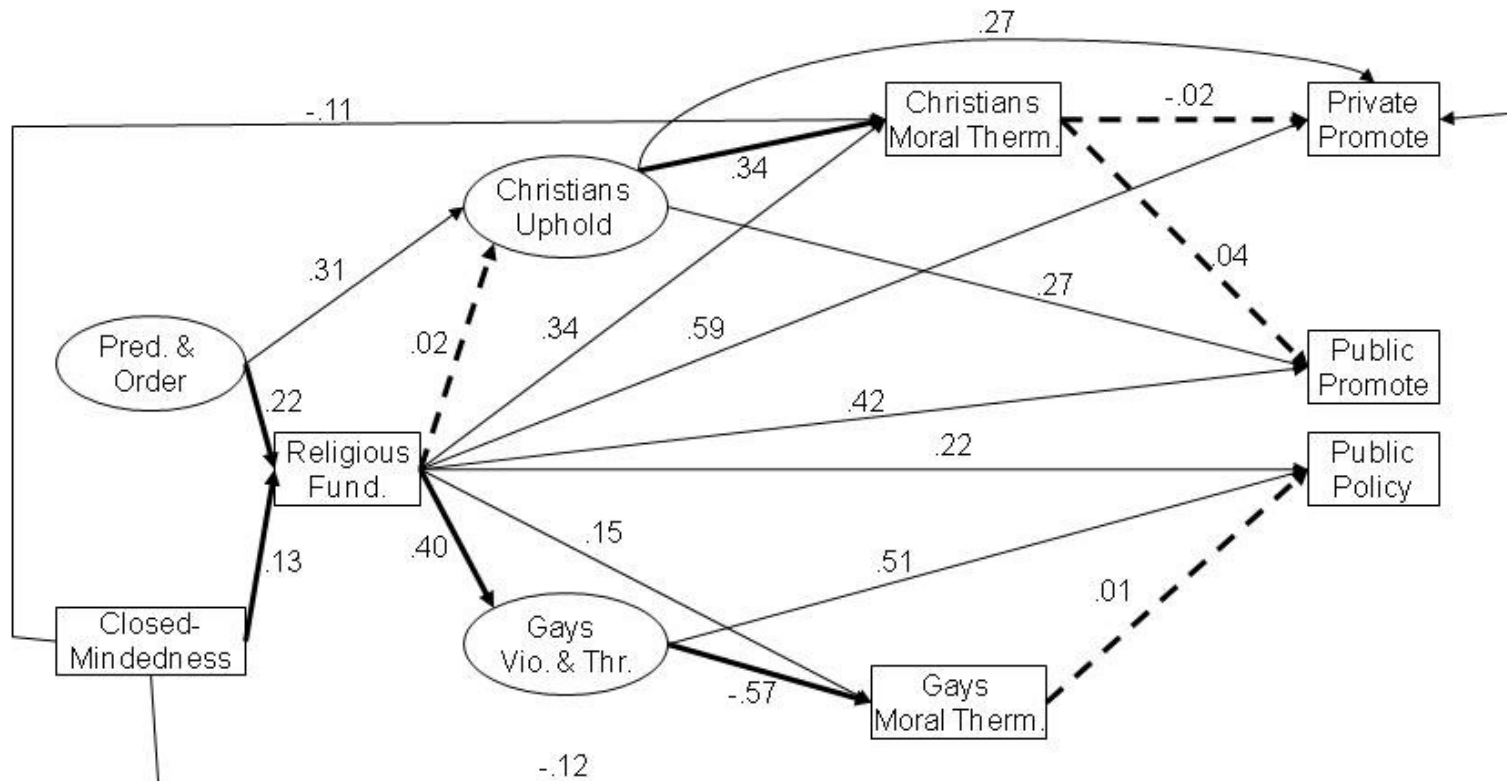 .27
-.11
Christians
Moral Therm.
-.02
Private
Promote
.34
Christians
Uphold
.31
.04
.27
.34
.59
.02
Pred. &
Order
Public
Promote
.22
.42
Religious
Fund.
.22
Public
Policy
.13
.40
.15
.51
.01
Closed-
Mindedness
Gays
Vio. & Thr.
-.57
Gays
Moral Therm.
-.12